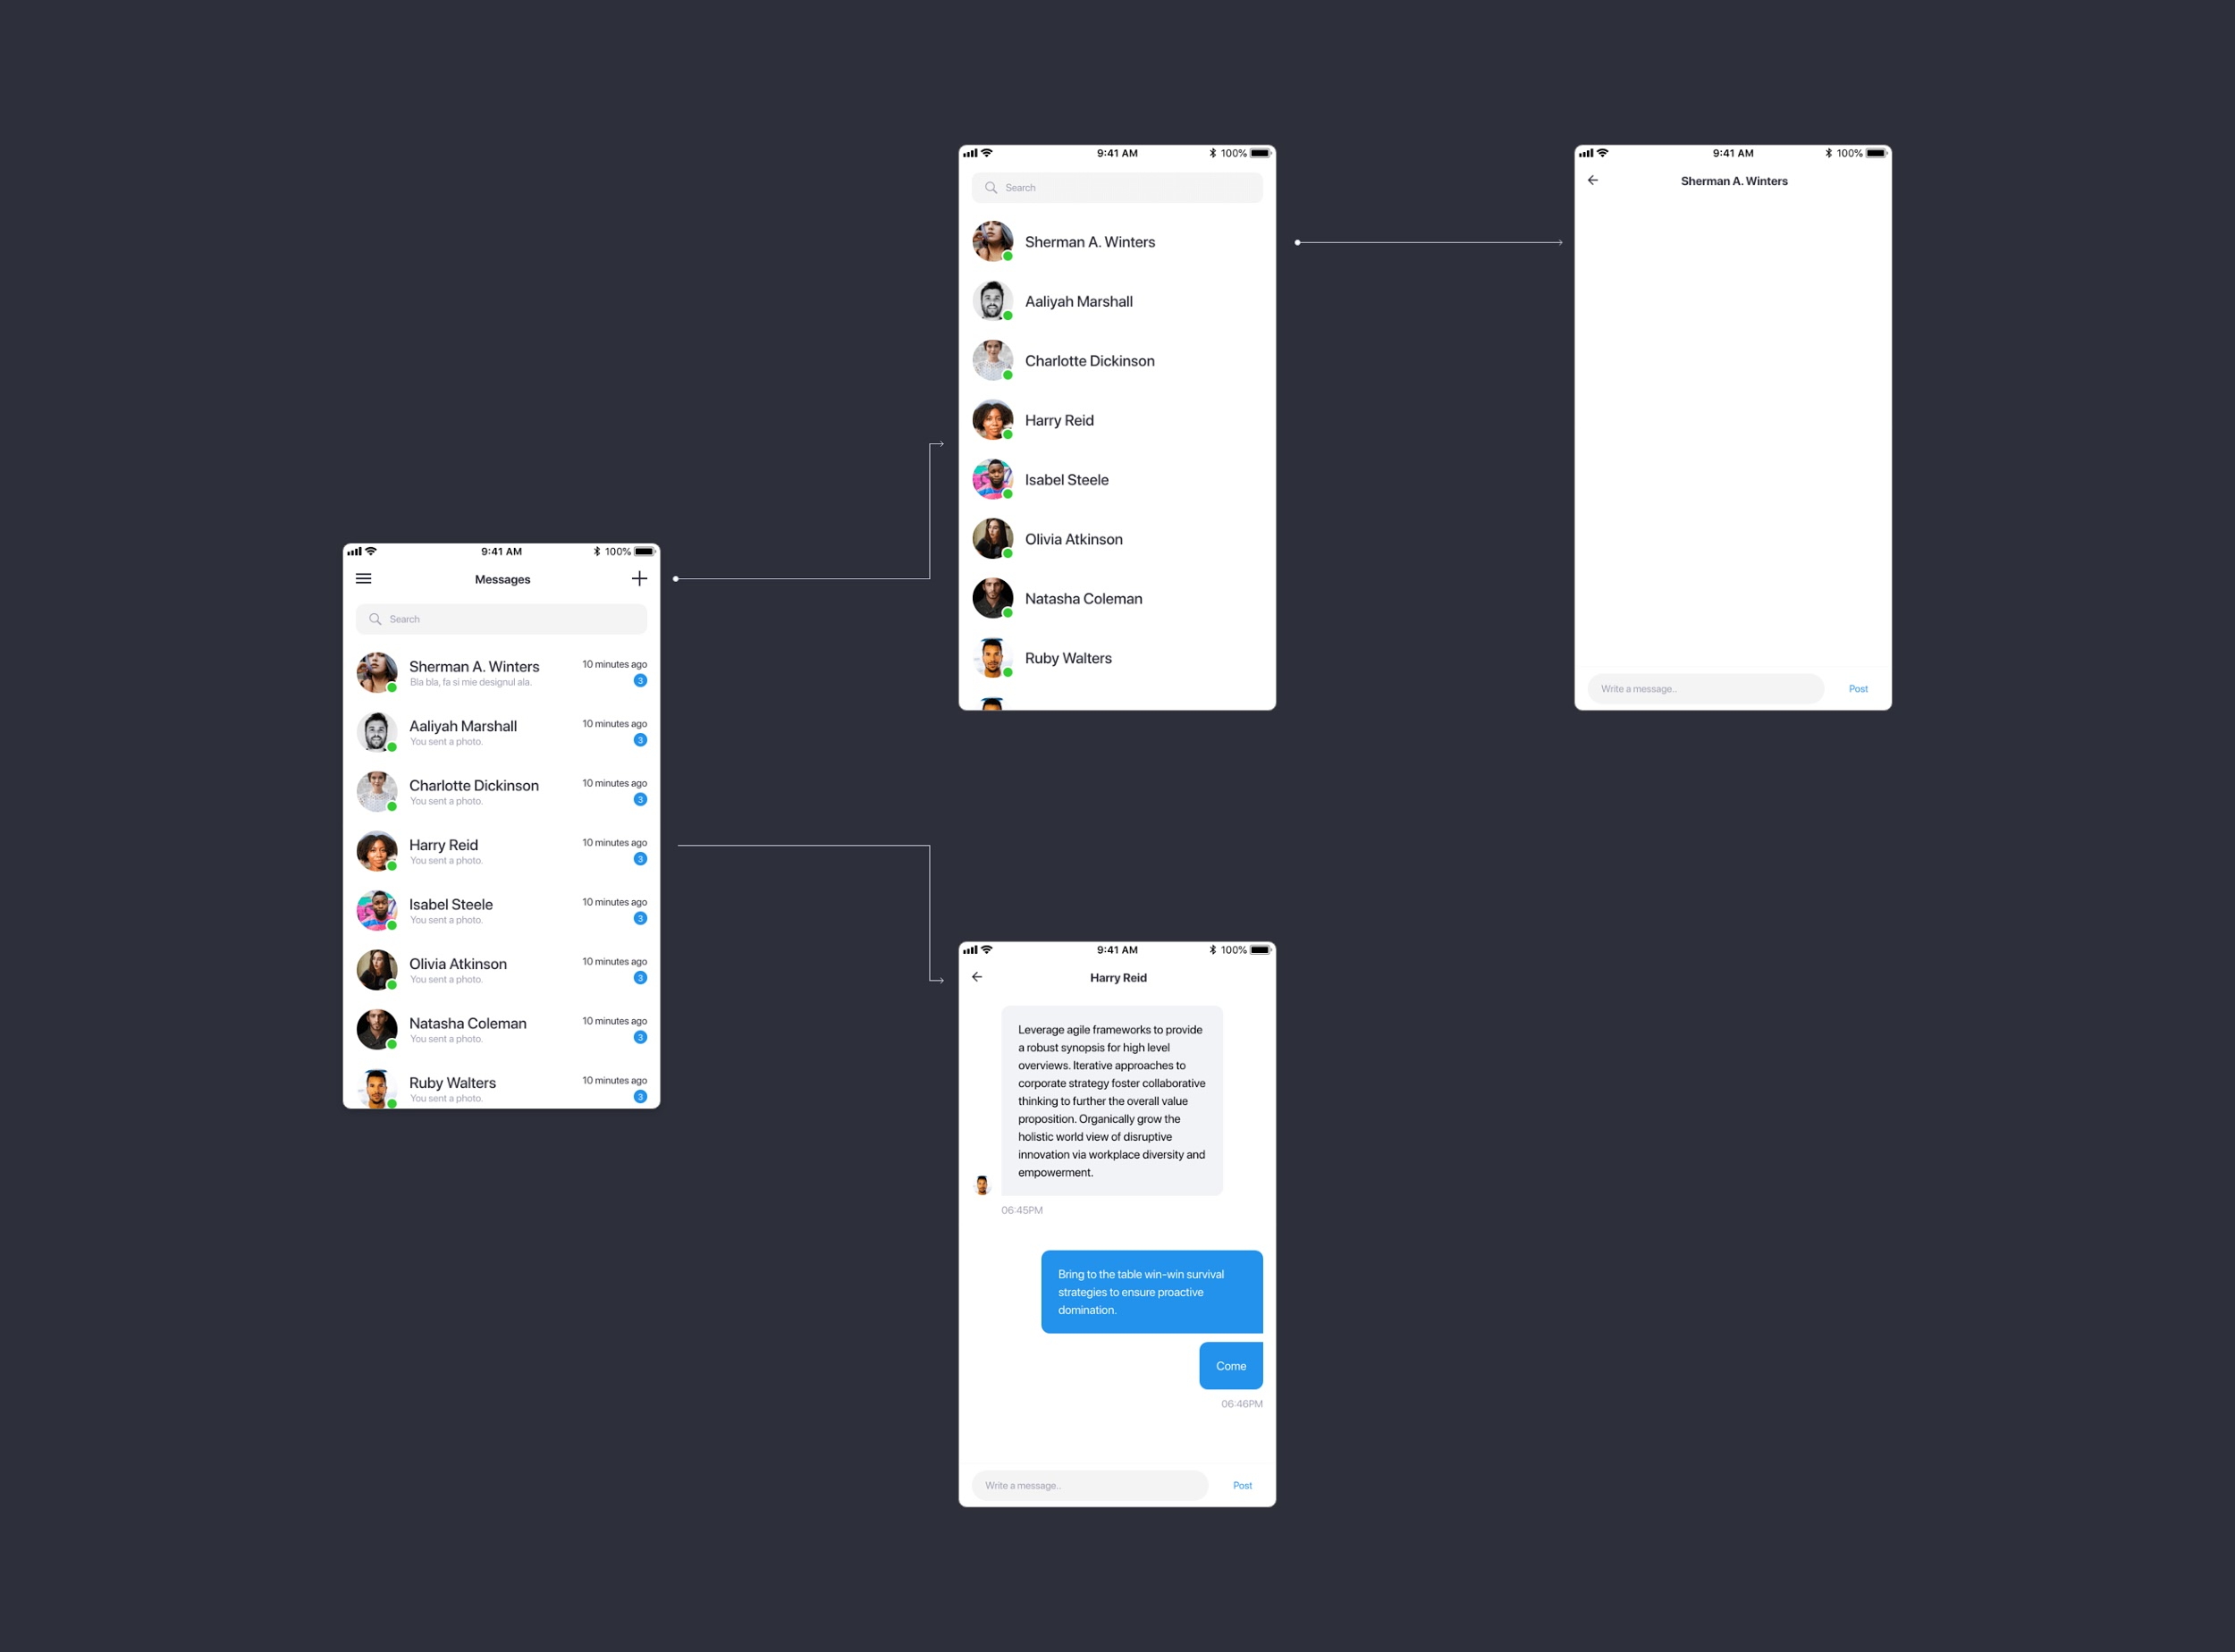 9:41 AM
100%
Messages
Search
Sherman A. Winters
10 minutes ago
Bla bla, fa si mie designul ala.
3
Aaliyah Marshall
10 minutes ago
You sent a photo.
3
Charlotte Dickinson
10 minutes ago
You sent a photo.
3
Harry Reid
10 minutes ago
You sent a photo.
3
Isabel Steele
10 minutes ago
You sent a photo.
3
Olivia Atkinson
10 minutes ago
You sent a photo.
3
Natasha Coleman
10 minutes ago
You sent a photo.
3
Ruby Walters
10 minutes ago
You sent a photo.
3
9:41 AM
100%
Search
Sherman A. Winters
Aaliyah Marshall
Charlotte Dickinson
Harry Reid
Isabel Steele
Olivia Atkinson
Natasha Coleman
Ruby Walters
9:41 AM
100%
Sherman A. Winters
Write a message..
Post
9:41 AM
100%
Harry Reid
Leverage agile frameworks to provide
a robust synopsis for high level
overviews. Iterative approaches to
corporate strategy foster collaborative
thinking to further the overall value
proposition. Organically grow the
holistic world view of disruptive
innovation via workplace diversity and
empowerment.
06:45PM
Bring to the table win-win survival
strategies to ensure proactive
domination.
Come
06:46PM
Write a message..
Post